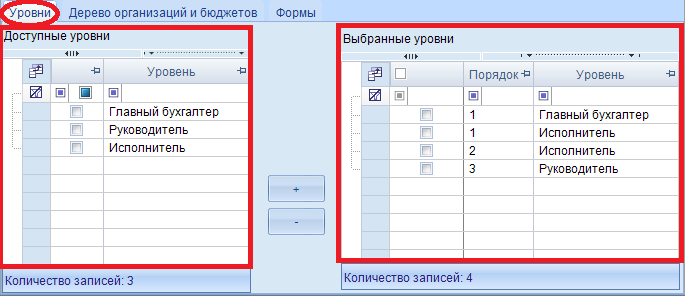 Уровни Дерево организаций и бюджетов Формы
Доступные уровни
Уровень
Главный бухгалтер
Руководитель
Исполнитель
Количество записей: 3
+
-
Выбранные уровни
Порядок Уровень
1 Главный бухгалтер
1 Исполнитель
2 Исполнитель
3 Руководитель
Количество записей: 4